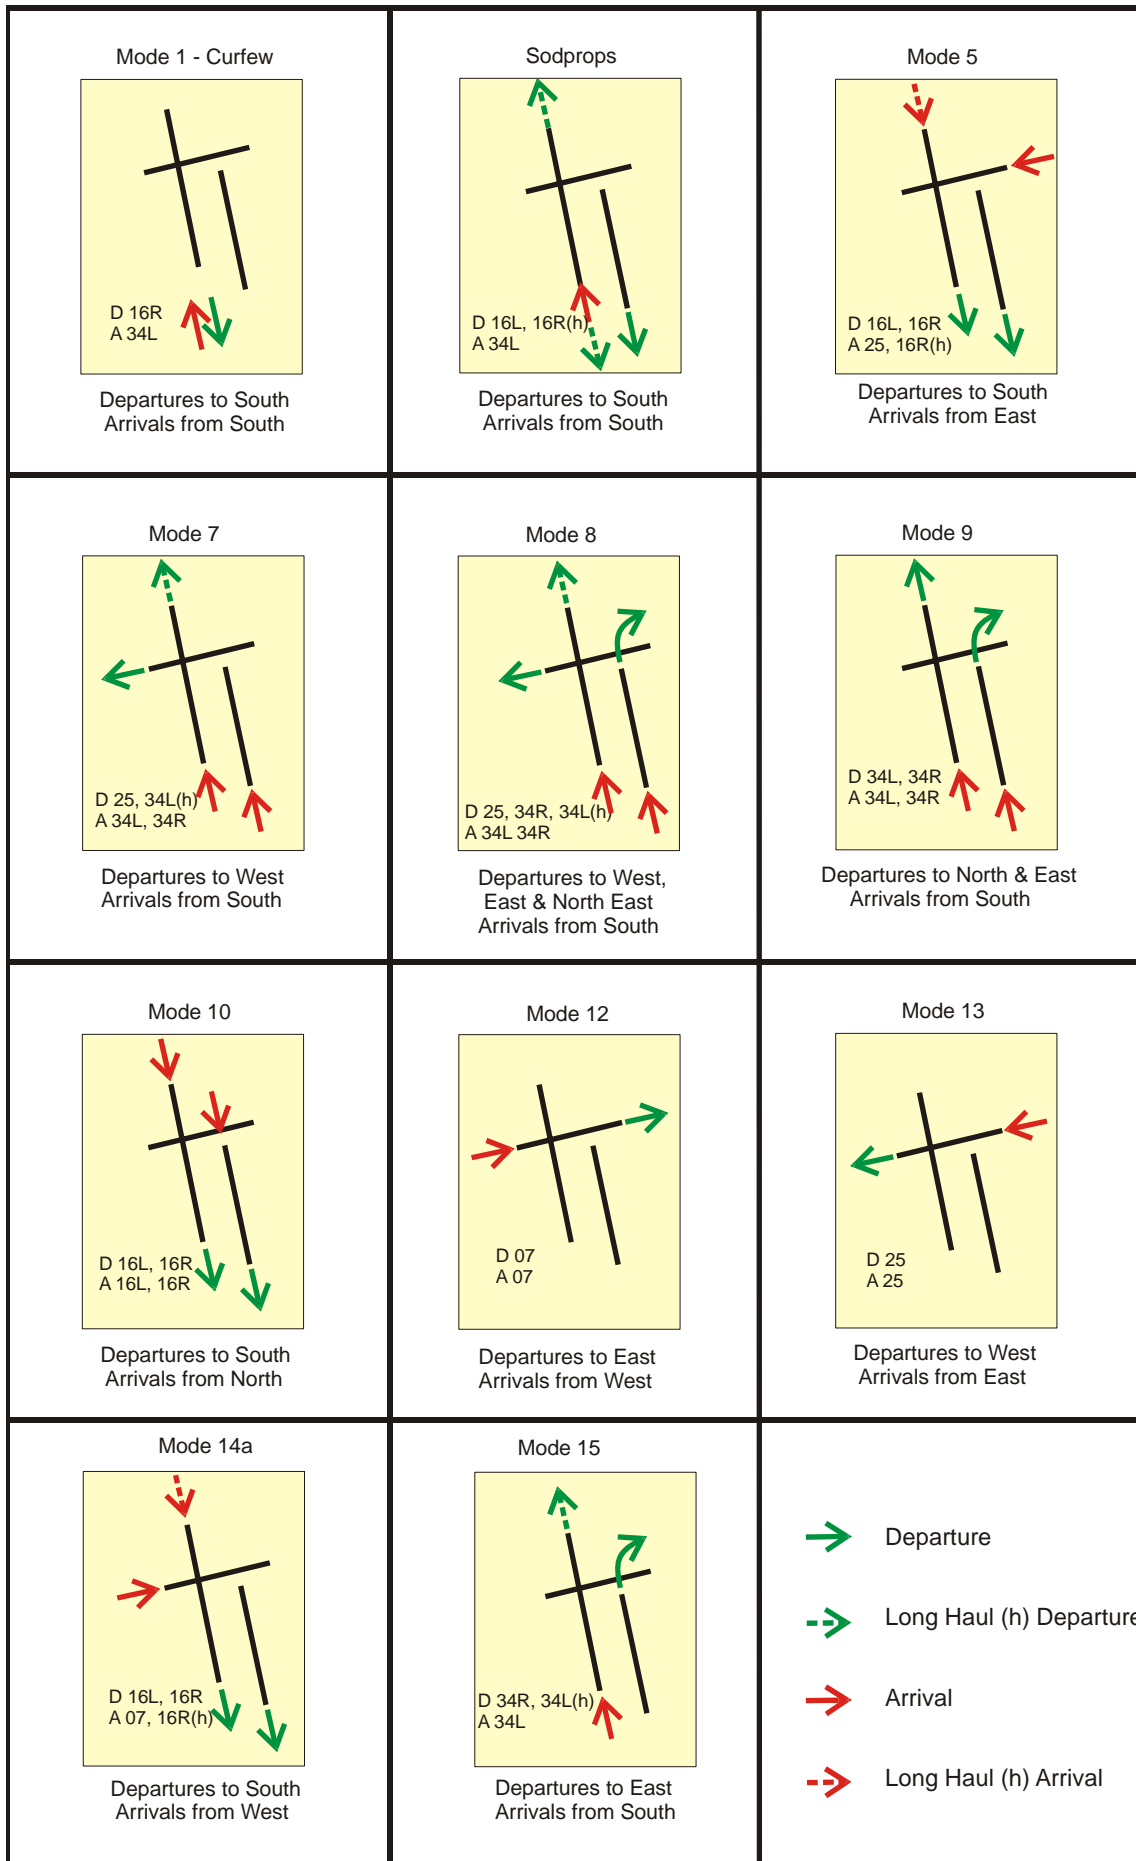 Mode 1 - Curfew
D 16R
A 34L
Departures to South
Arrivals from South
Sodprops
D 16L, 16R(h)
A 34L
Departures to South
Arrivals from South
Mode 5
D 16L, 16R
A 25, 16R(h)
Departures to South
Arrivals from East
Mode 7
D 25, 34L(h)
A 34L, 34R
Departures to West
Arrivals from South
Mode 8
D 25, 34R, 34L(h)
A 34L 34R
Departures to West,
East & North East
Arrivals from South
Mode 9
D 34L, 34R
A 34L, 34R
Departures to North & East
Arrivals from South
Mode 10
D 16L, 16R
A 16L, 16R
Departures to South
Arrivals from North
Mode 12
D 07
A 07
Departures to East
Arrivals from West
Mode 13
D 25
A 25
Departures to West
Arrivals from East
Mode 14a
D 16L, 16R
A 07, 16R(h)
Departures to South
Arrivals from West
Mode 15
D 34R, 34L(h)
A 34L
Departures to East
Arrivals from South
Departure
Long Haul (h) Departure
Arrival
Long Haul (h) Arrival